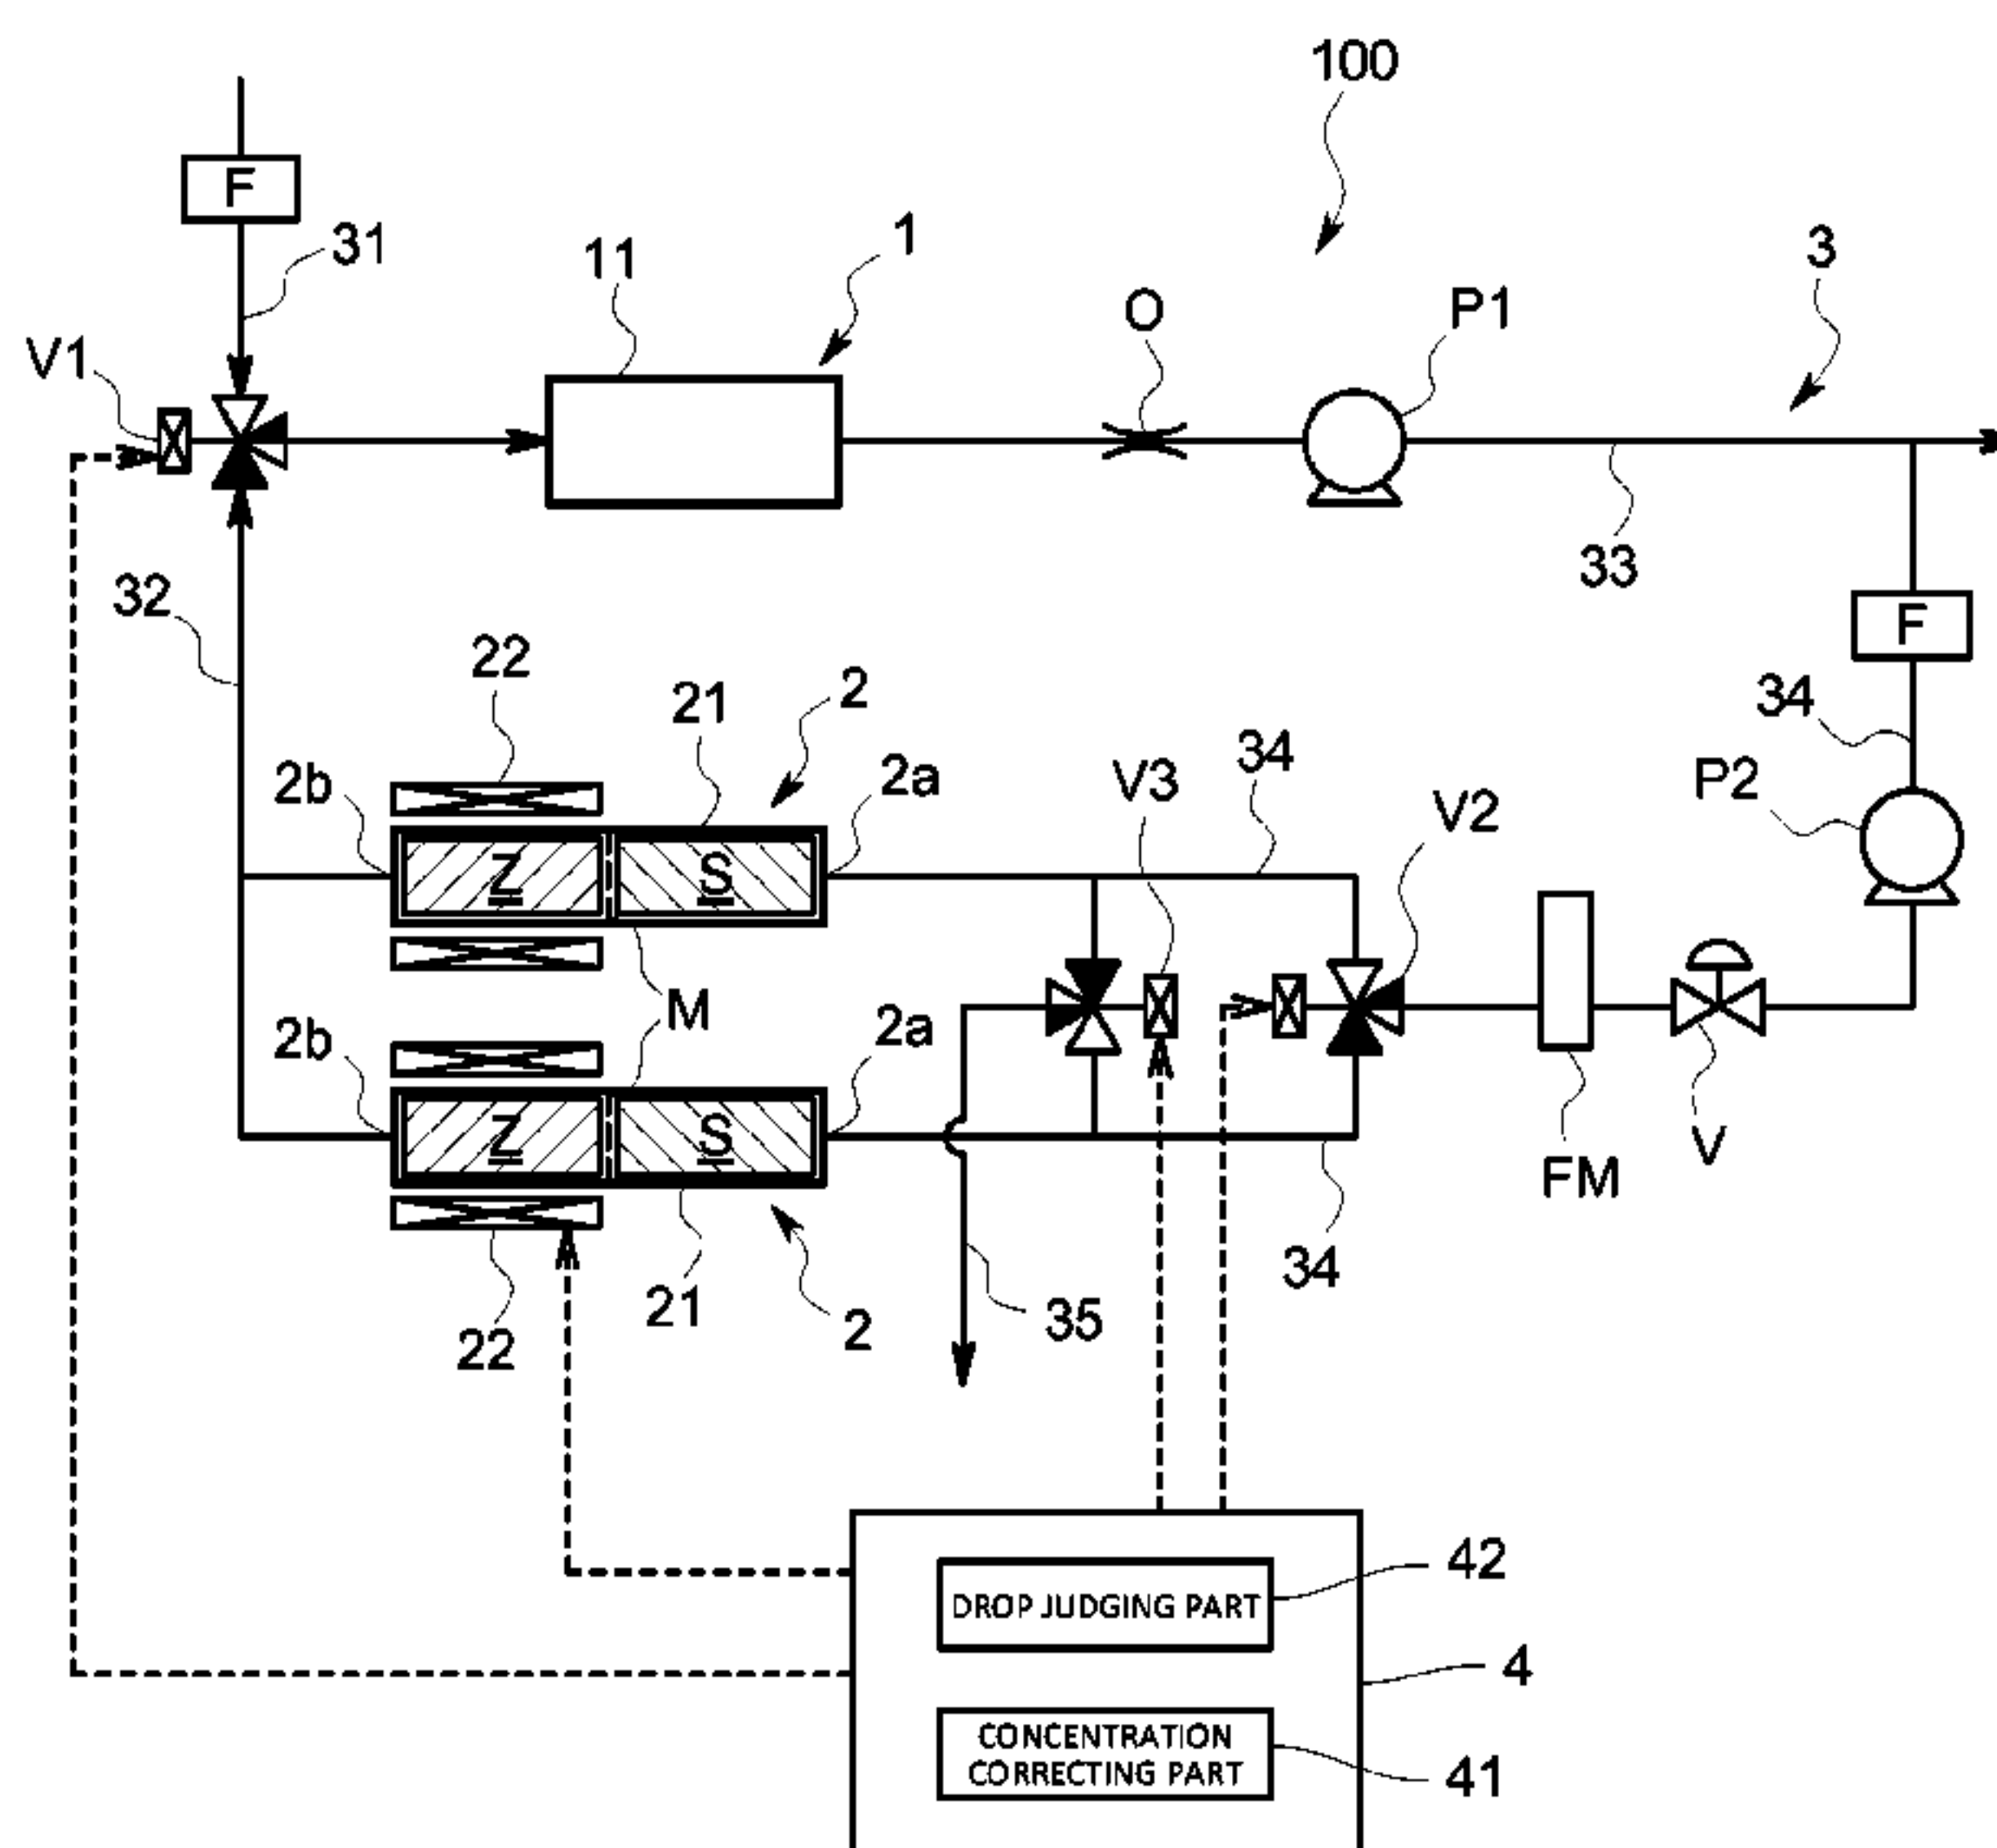 100
F
31
1
11
3
O
P1
V1
33
32
F
22
2
21
34
34
2b
2a
V3
P2
V2
Z
S
M
2b
2a
Z
S
V
FM
34
21
35
2
22
42
DROP JUDGING PART
4
CONCENTRATION
CORRECTING PART
41